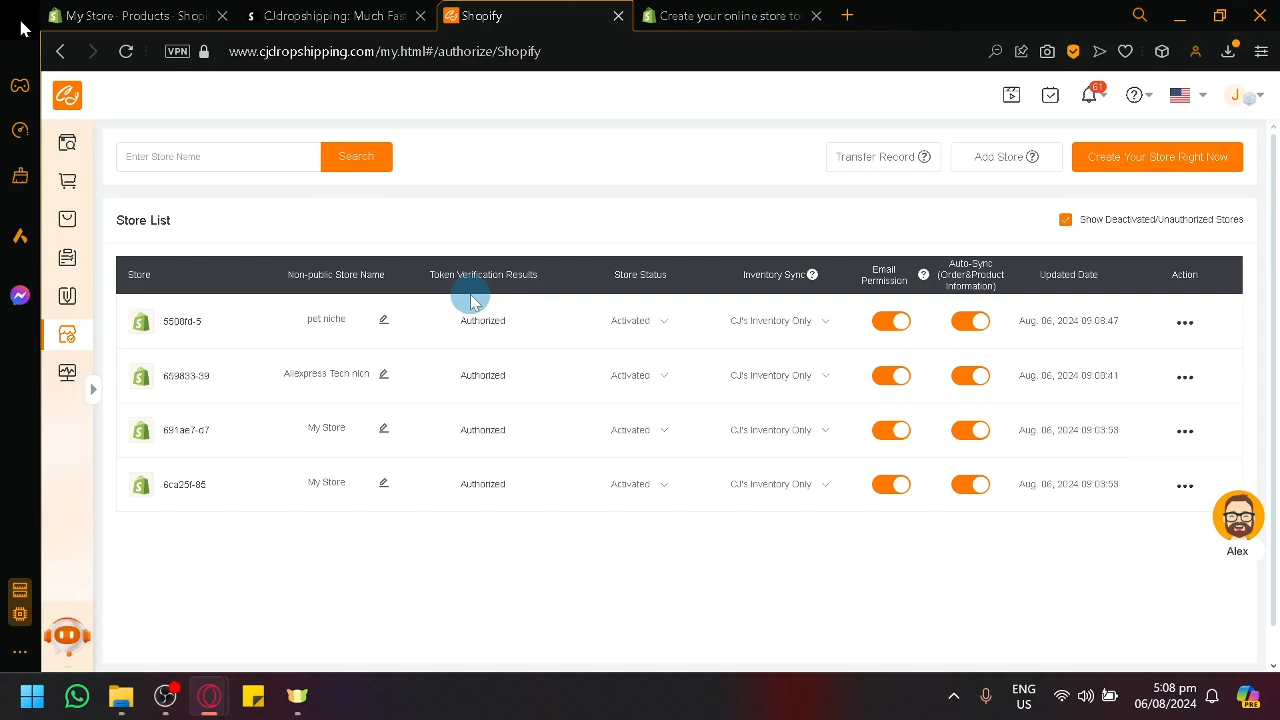 My Store - Products · Shopify
CJdropshipping: Much Fast
Shopify
Create your online store to
VPN
www.cjdropshipping.com/my.html#/authorize/Shopify
61
J
Enter Store Name
Search
Transfer Record ?
Add Store ?
Create Your Store Right Now
Store List
Show Deactivated/Unauthorized Stores
Store
Non-public Store Name
Token Verification Results
Store Status
Inventory Sync ?
Email Permission ?
Auto-Sync (Order&Product Information)
Updated Date
Action
5500fd-5
pet niche
Authorized
Activated
CJ's Inventory Only
Aug. 06, 2024 09:08:47
659833-39
Aliexpress Tech nich
Authorized
Activated
CJ's Inventory Only
Aug. 06, 2024 09:08:41
691ae7-d7
My Store
Authorized
Activated
CJ's Inventory Only
Aug. 06, 2024 09:03:53
6ca25f-85
My Store
Authorized
Activated
CJ's Inventory Only
Aug. 06, 2024 09:03:53
Alex
ENG
US
5:08 pm
06/08/2024
PRE